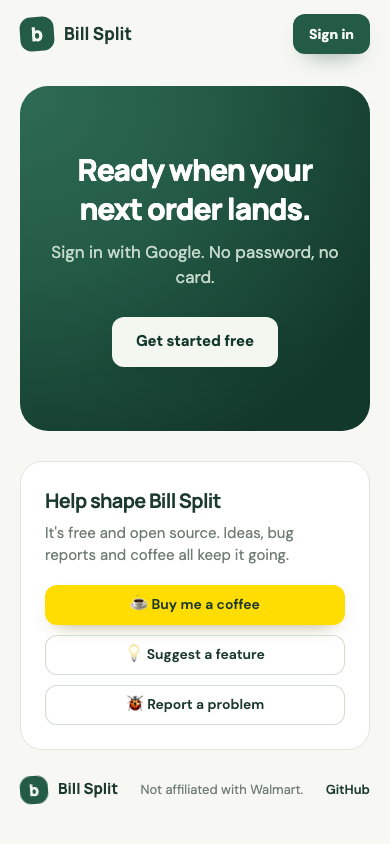 b Bill Split
Sign in
Ready when your
next order lands.
Sign in with Google. No password, no
card.
Get started free
Help shape Bill Split
It's free and open source. Ideas, bug
reports and coffee all keep it going.
☕ Buy me a coffee
💡 Suggest a feature
🐞 Report a problem
b Bill Split Not affiliated with Walmart. GitHub